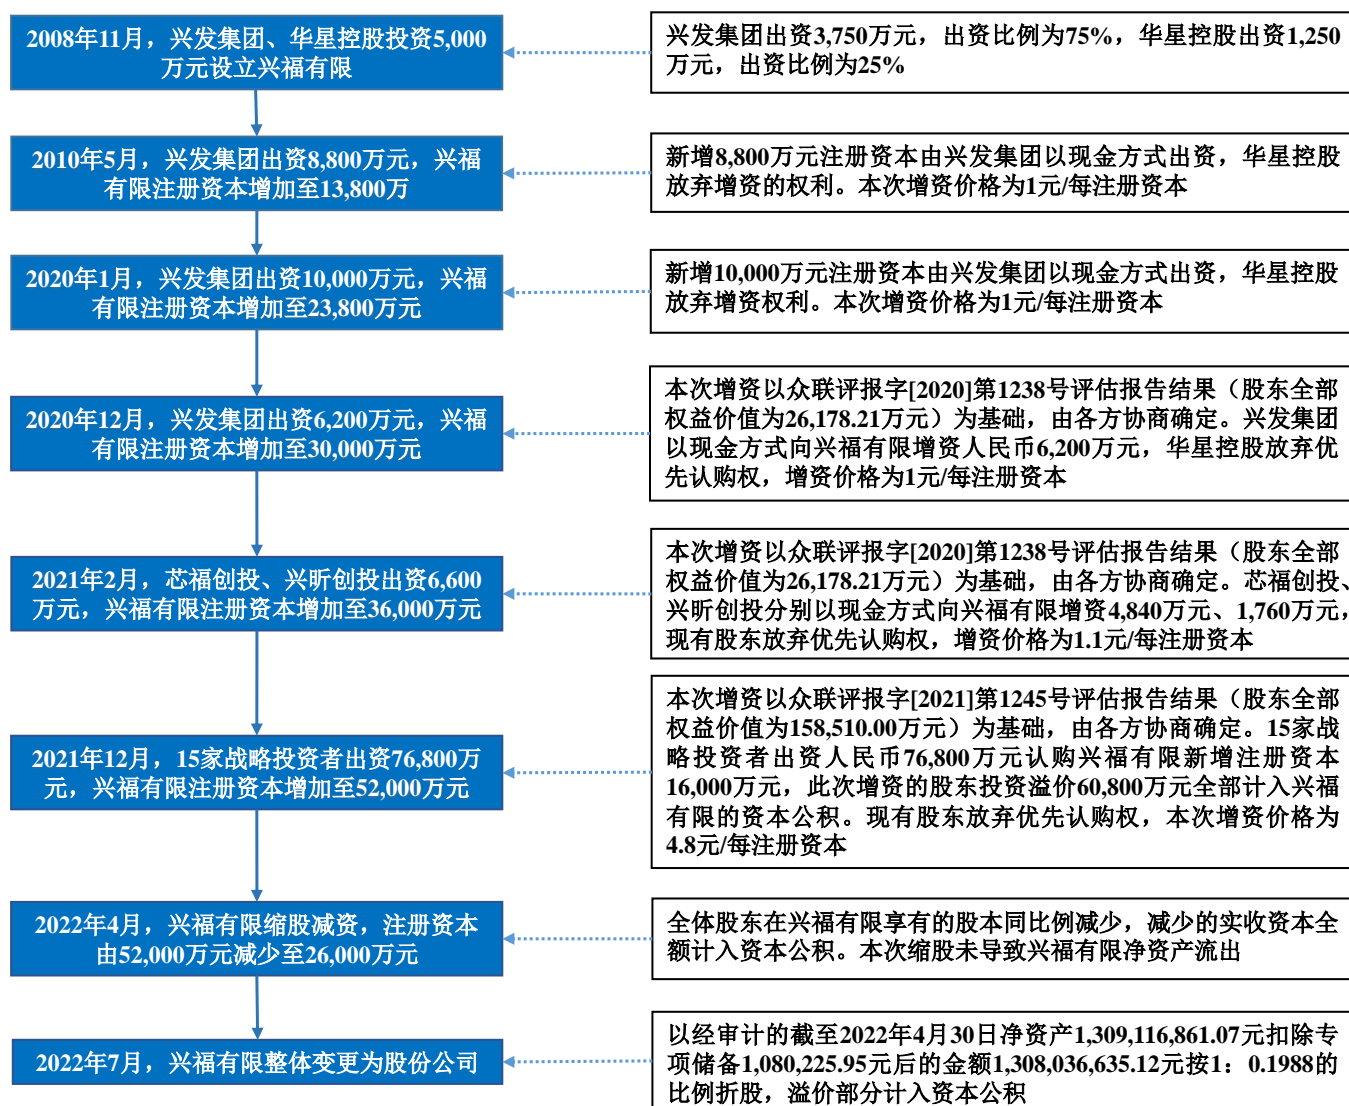 2008年11月，兴发集团、华星控股投资5,000
万元设立兴福有限
兴发集团出资3,750万元，出资比例为75%，华星控股出资1,250
万元，出资比例为25%
2010年5月，兴发集团出资8,800万元，兴福
有限注册资本增加至13,800万
新增8,800万元注册资本由兴发集团以现金方式出资，华星控股
放弃增资的权利。本次增资价格为1元/每注册资本
2020年1月，兴发集团出资10,000万元，兴福
有限注册资本增加至23,800万元
新增10,000万元注册资本由兴发集团以现金方式出资，华星控股
放弃增资权利。本次增资价格为1元/每注册资本
2020年12月，兴发集团出资6,200万元，兴福
有限注册资本增加至30,000万元
本次增资以众联评报字[2020]第1238号评估报告结果（股东全部
权益价值为26,178.21万元）为基础，由各方协商确定。兴发集团
以现金方式向兴福有限增资人民币6,200万元，华星控股放弃优
先认购权，增资价格为1元/每注册资本
2021年2月，芯福创投、兴昕创投出资6,600
万元，兴福有限注册资本增加至36,000万元
本次增资以众联评报字[2020]第1238号评估报告结果（股东全部
权益价值为26,178.21万元）为基础，由各方协商确定。芯福创投、
兴昕创投分别以现金方式向兴福有限增资4,840万元、1,760万元，
现有股东放弃优先认购权，增资价格为1.1元/每注册资本
2021年12月，15家战略投资者出资76,800万
元，兴福有限注册资本增加至52,000万元
本次增资以众联评报字[2021]第1245号评估报告结果（股东全部
权益价值为158,510.00万元）为基础，由各方协商确定。15家战
略投资者出资人民币76,800万元认购兴福有限新增注册资本
16,000万元，此次增资的股东投资溢价60,800万元全部计入兴福
有限的资本公积。现有股东放弃优先认购权，本次增资价格为
4.8元/每注册资本
2022年4月，兴福有限缩股减资，注册资本
由52,000万元减少至26,000万元
全体股东在兴福有限享有的股本同比例减少，减少的实收资本全
额计入资本公积。本次缩股未导致兴福有限净资产流出
2022年7月，兴福有限整体变更为股份公司
以经审计的截至2022年4月30日净资产1,309,116,861.07元扣除专
项储备1,080,225.95元后的金额1,308,036,635.12元按1：0.1988的
比例折股，溢价部分计入资本公积